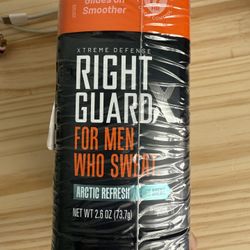 Glides on
Smoother
XTREME DEFENSE
RIGHT
GUARD X
FOR MEN
WHO SWEAT
ARCTIC REFRESH
NET WT 2.6 OZ (73.7g)